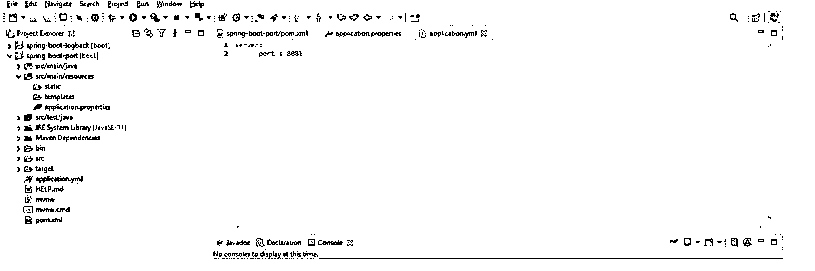 File Edit Navigate Search Project Run Window Help
Project Explorer
spring-boot-port/pom.xml application.properties application.yml
spring-boot-logback [boot]
spring-boot-port [boot]
src/main/java
src/main/resources
static
templates
application.properties
src/test/java
JRE System Library [JavaSE-11]
Maven Dependencies
bin
src
target
application.yml
HELP.md
mvnw
mvnw.cmd
pom.xml
1 server:
2 port : 8081
Javadoc Declaration Console
No consoles to display at this time.